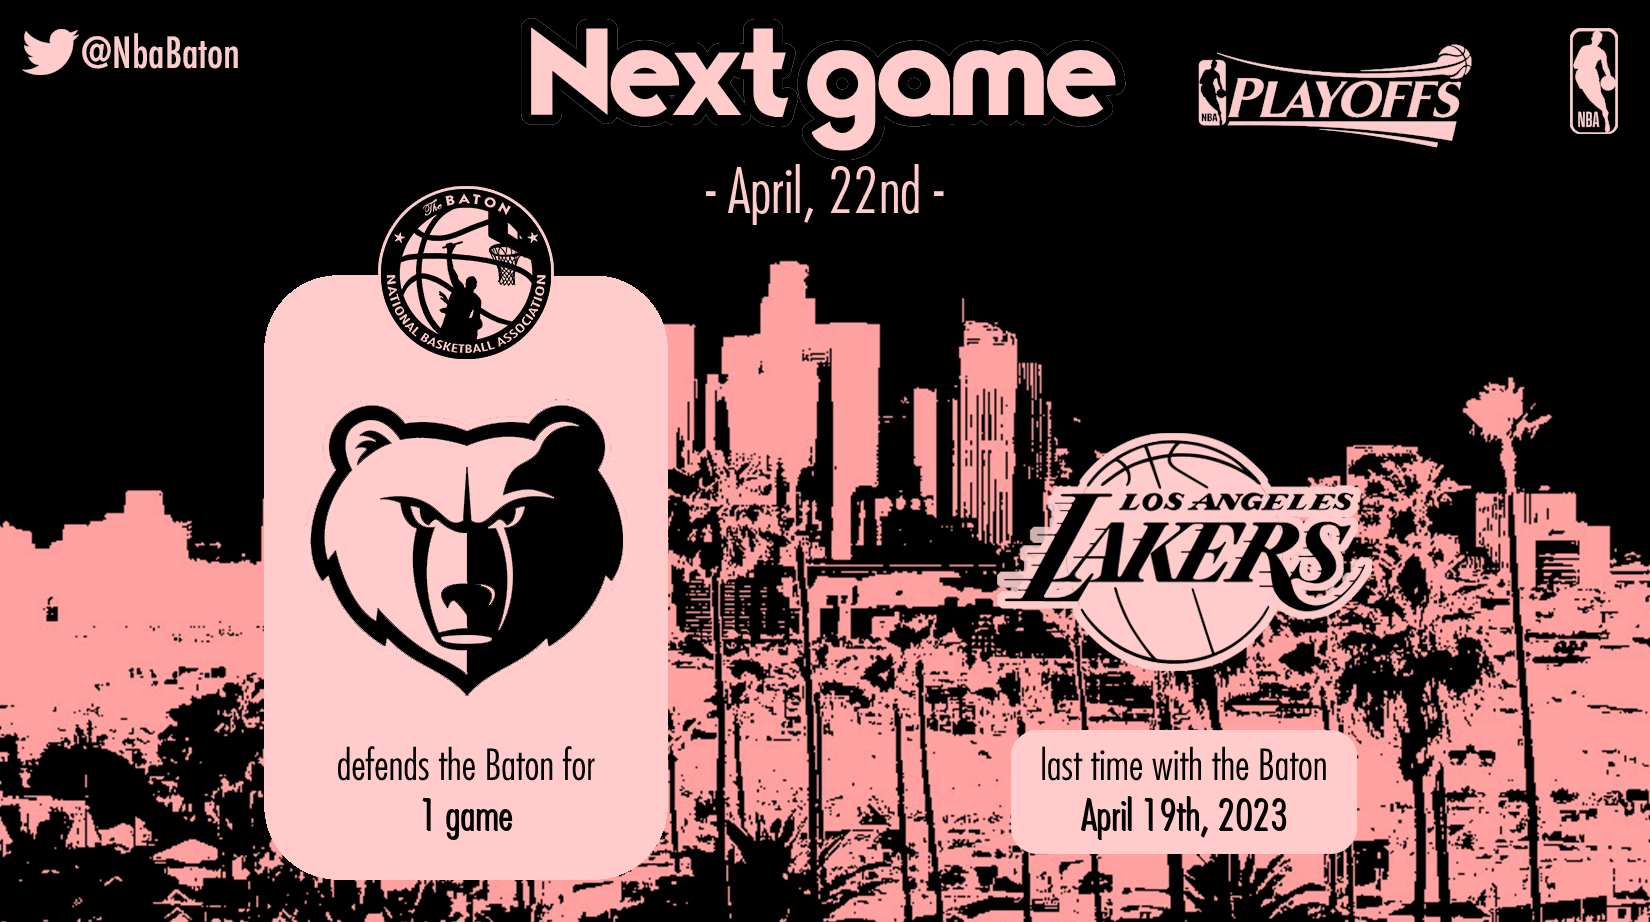 @NbaBaton
Next game
NBA
PLAYOFFS
NBA
- April, 22nd -
The BATON
NATIONAL BASKETBALL ASSOCIATION
LOS ANGELES
LAKERS
defends the Baton for
1 game
last time with the Baton
April 19th, 2023